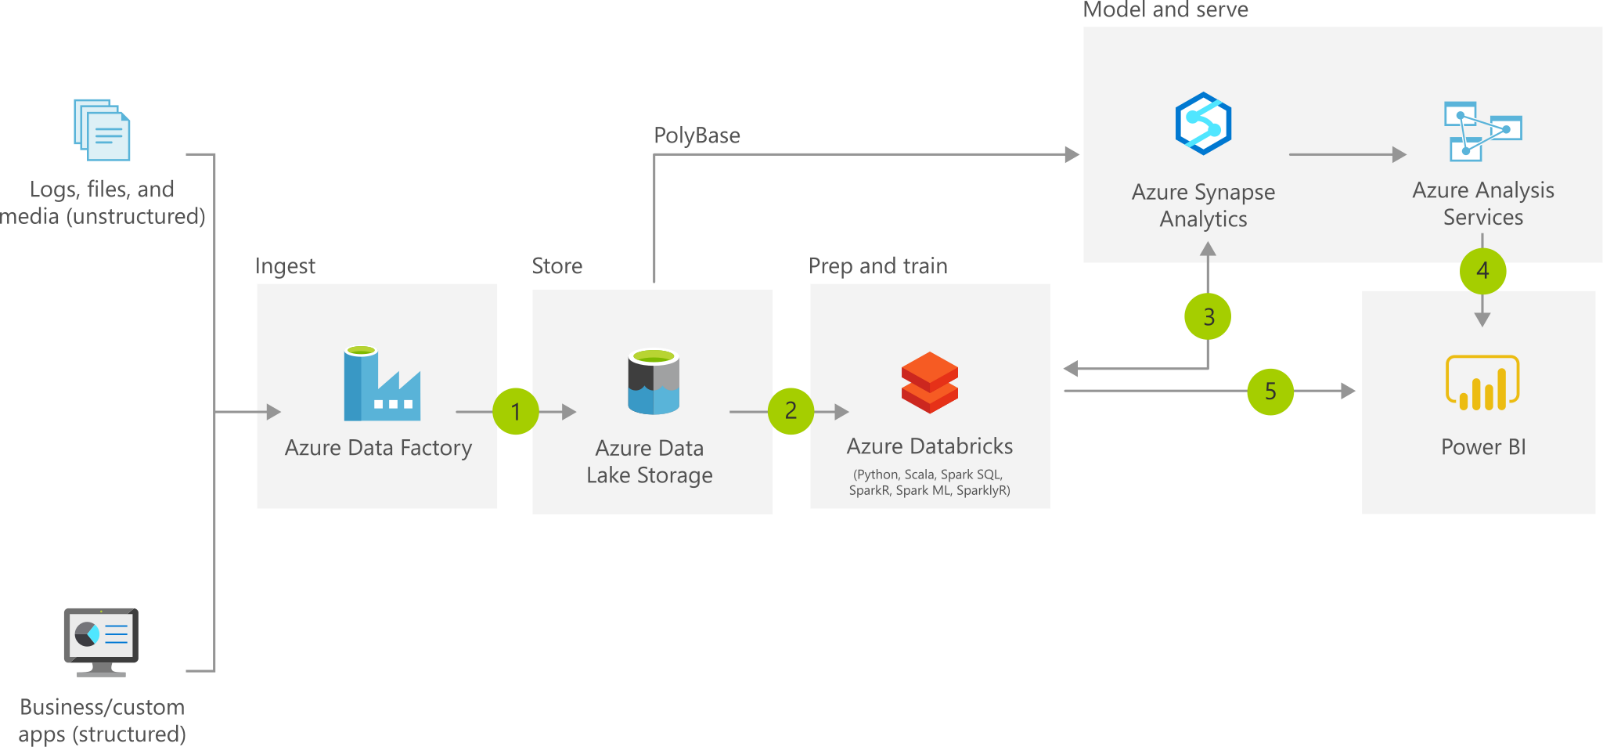 Model and serve
PolyBase
Logs, files, and
media (unstructured)
Azure Synapse
Analytics
Azure Analysis
Services
Ingest
Store
Prep and train
4
3
5
1
2
Azure Data Factory
Azure Data
Lake Storage
Azure Databricks
(Python, Scala, Spark SQL,
SparkR, Spark ML, SparklyR)
Power BI
Business/custom
apps (structured)